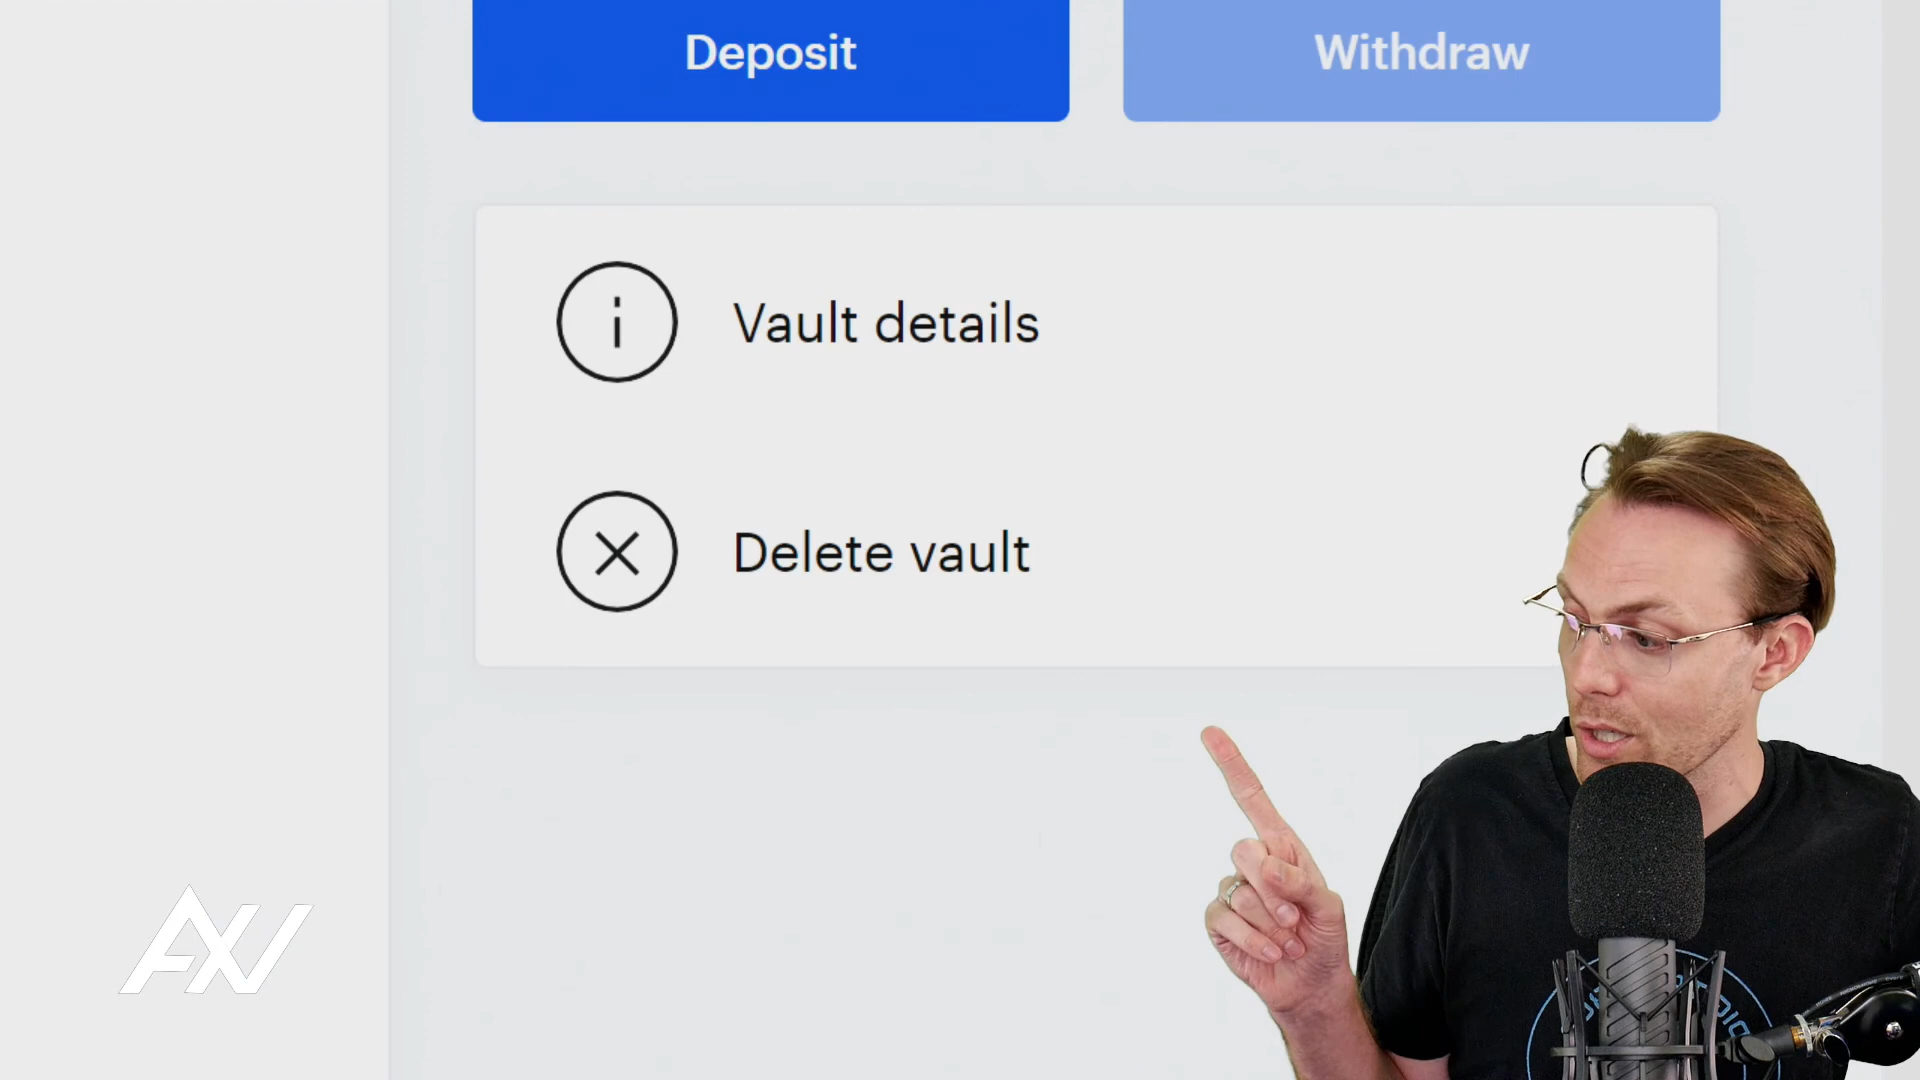 Deposit
Withdraw
Vault details
Delete vault